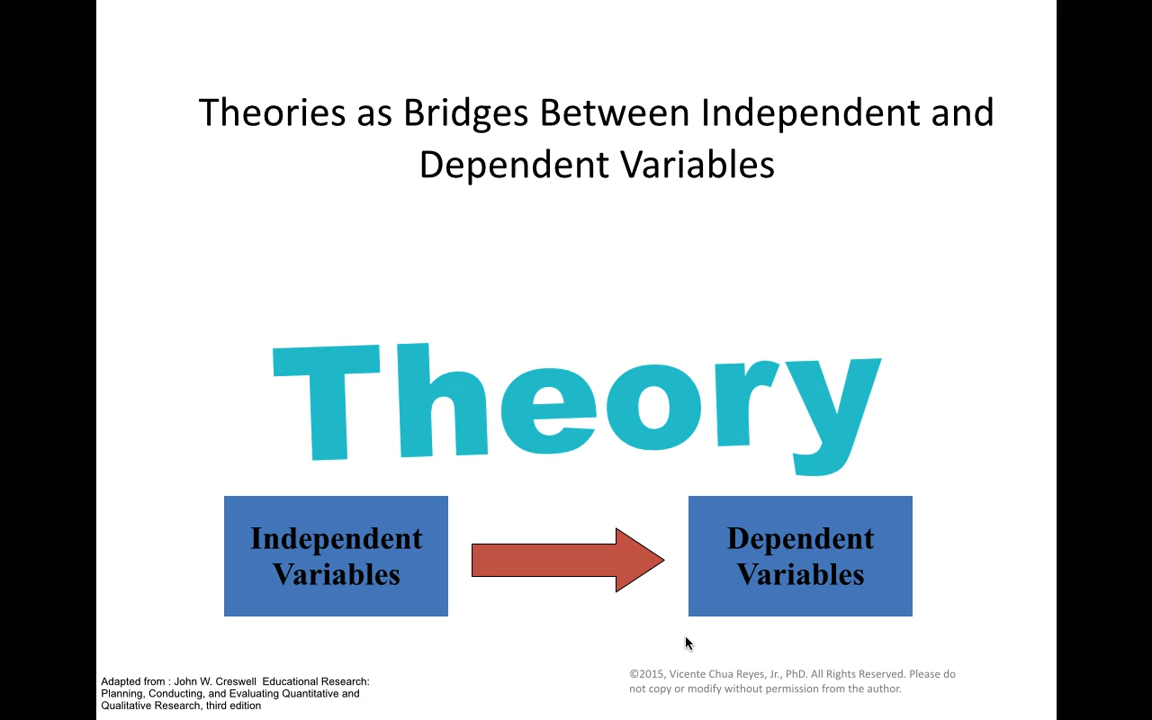 Theories as Bridges Between Independent and
Dependent Variables
Theory
Independent
Variables
Dependent
Variables
Adapted from : John W. Creswell  Educational Research:
Planning, Conducting, and Evaluating Quantitative and
Qualitative Research, third edition
©2015, Vicente Chua Reyes, Jr., PhD. All Rights Reserved. Please do
not copy or modify without permission from the author.